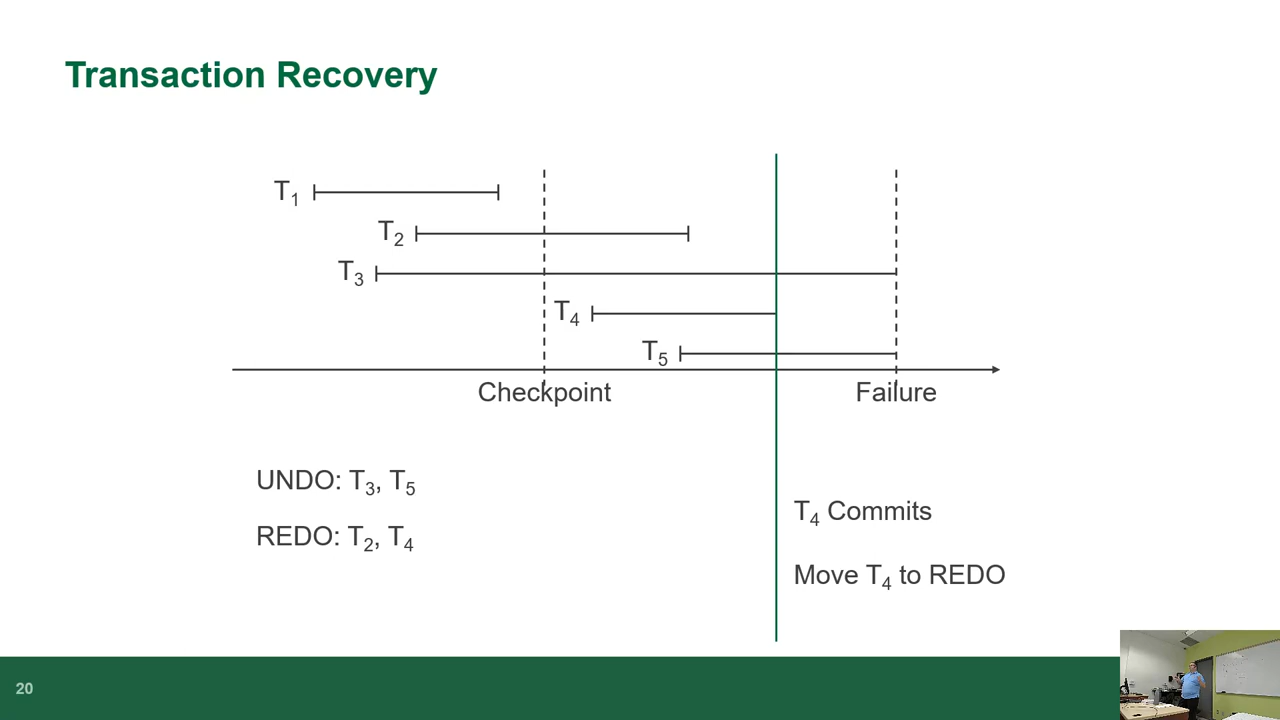 Transaction Recovery
T1
T2
T3
T4
T5
Checkpoint
Failure
UNDO: T3, T5
REDO: T2, T4
T4 Commits
Move T4 to REDO
20